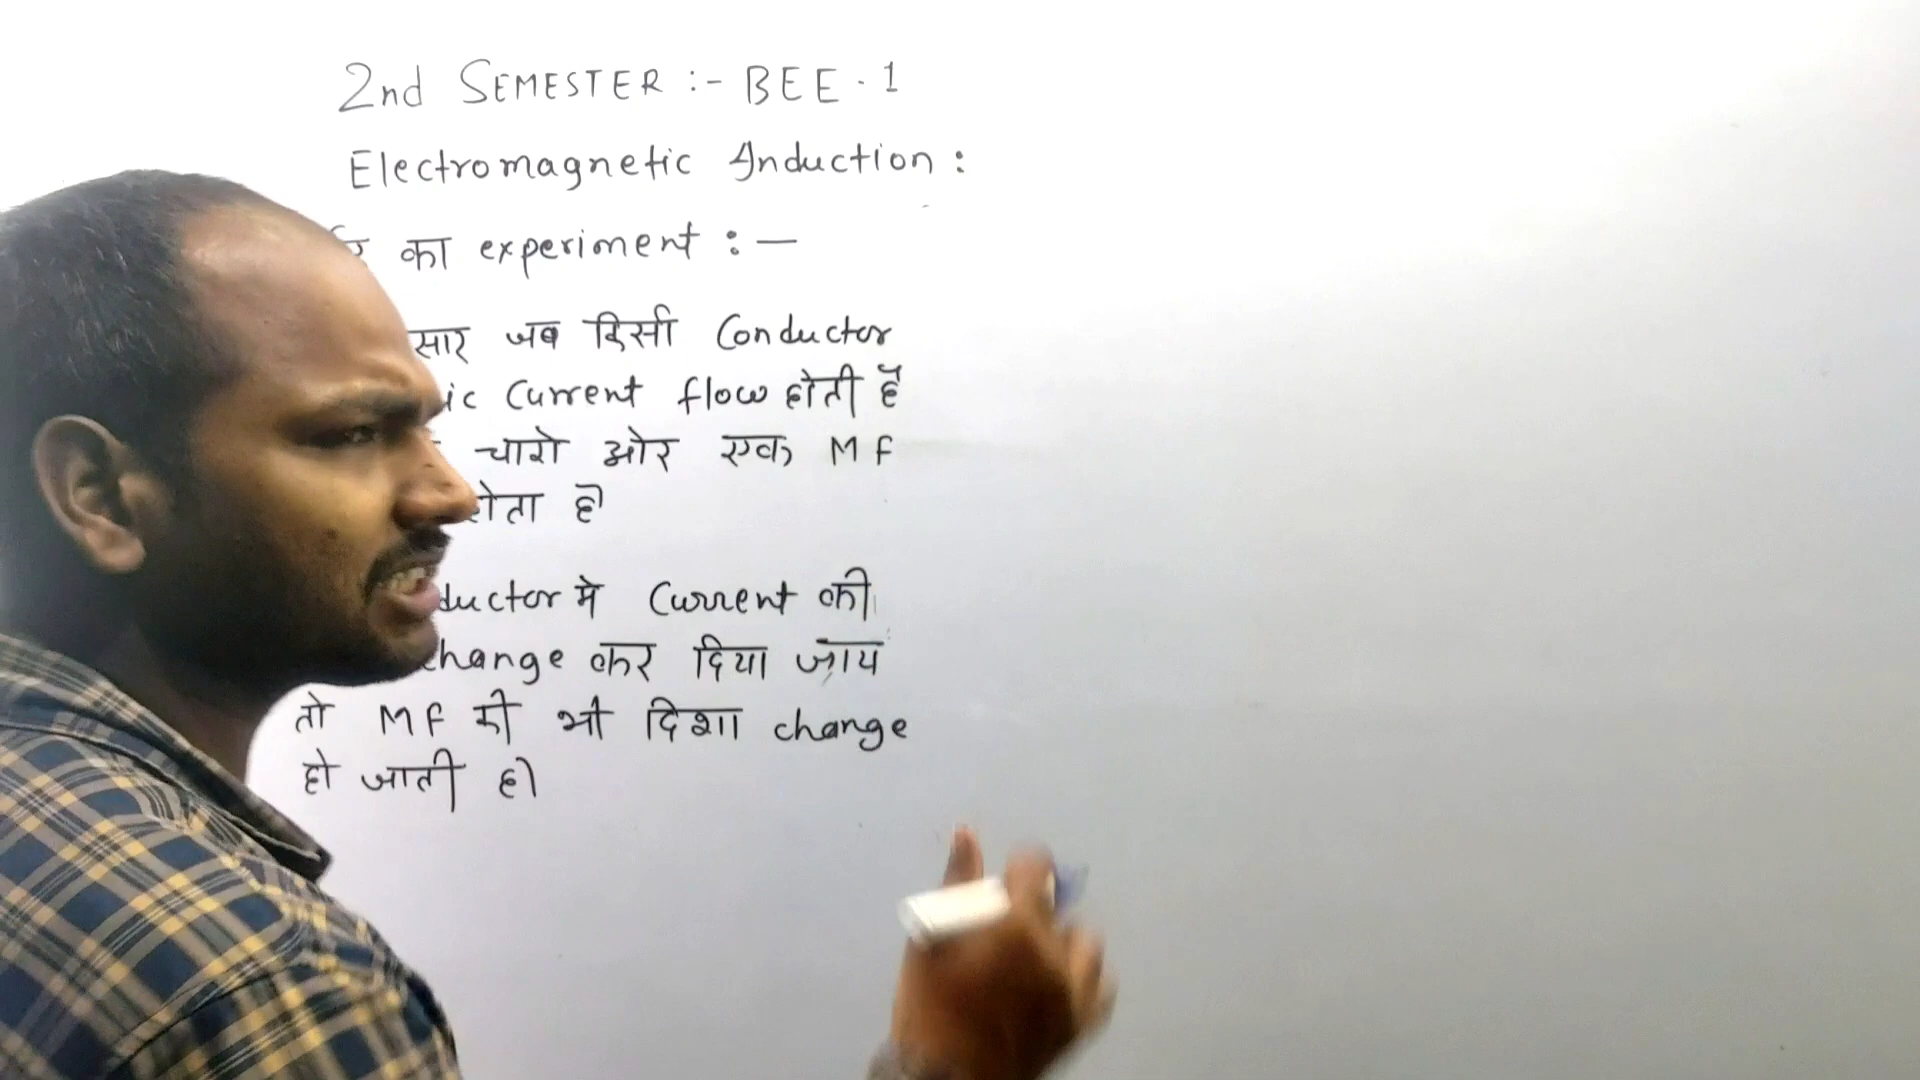 2nd SEMESTER :- BEE-1
Electromagnetic Induction :
का experiment : —
सार जब किसी Conductor
ic Current flow होती है
चारो ओर एक MF
होता है
ductor मे Current की
change कर दिया जाय
तो MF की भी दिशा change
हो जाती है